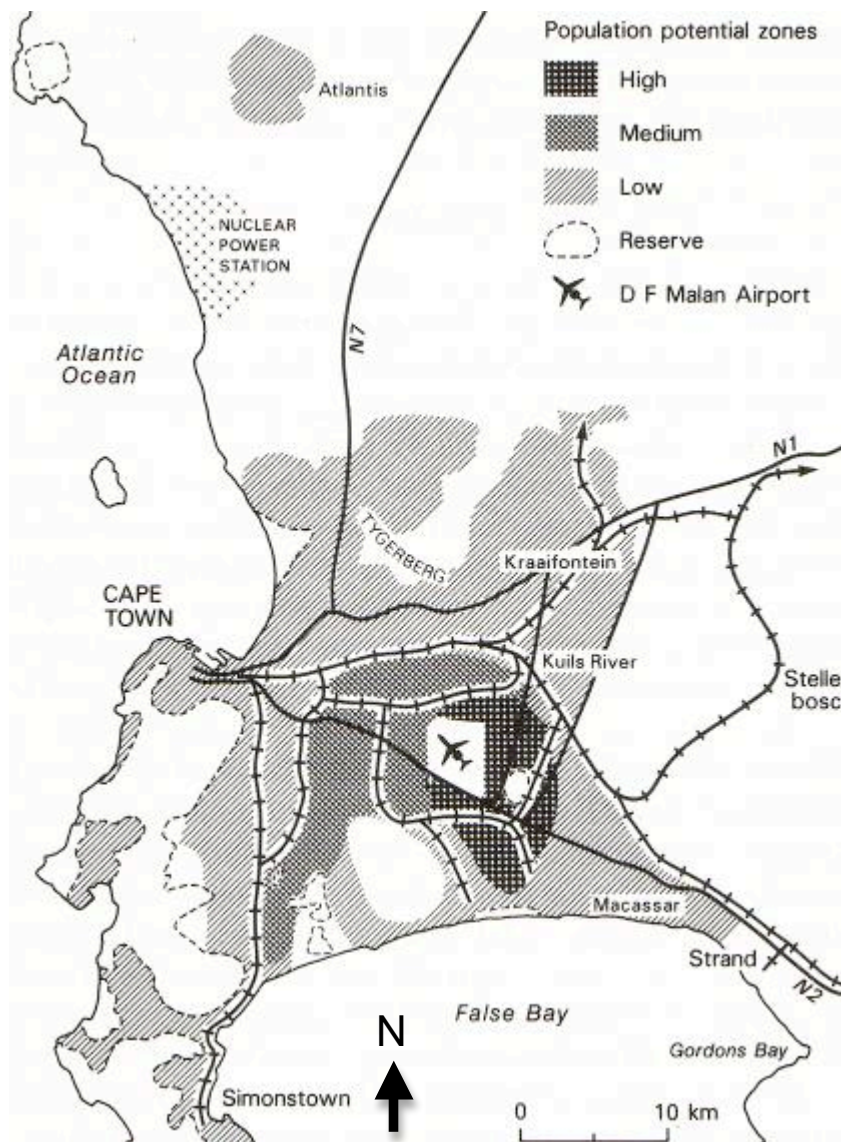 Population potential zones
High
Medium
Low
Reserve
D F Malan Airport
Atlantis
NUCLEAR
POWER
STATION
N7
Atlantic
Ocean
N1
TYGERBERG
Kraaifontein
CAPE
TOWN
Kuils River
Stelle
bosc
Macassar
Strand
N2
False Bay
N
Gordons Bay
Simonstown
0 10 km